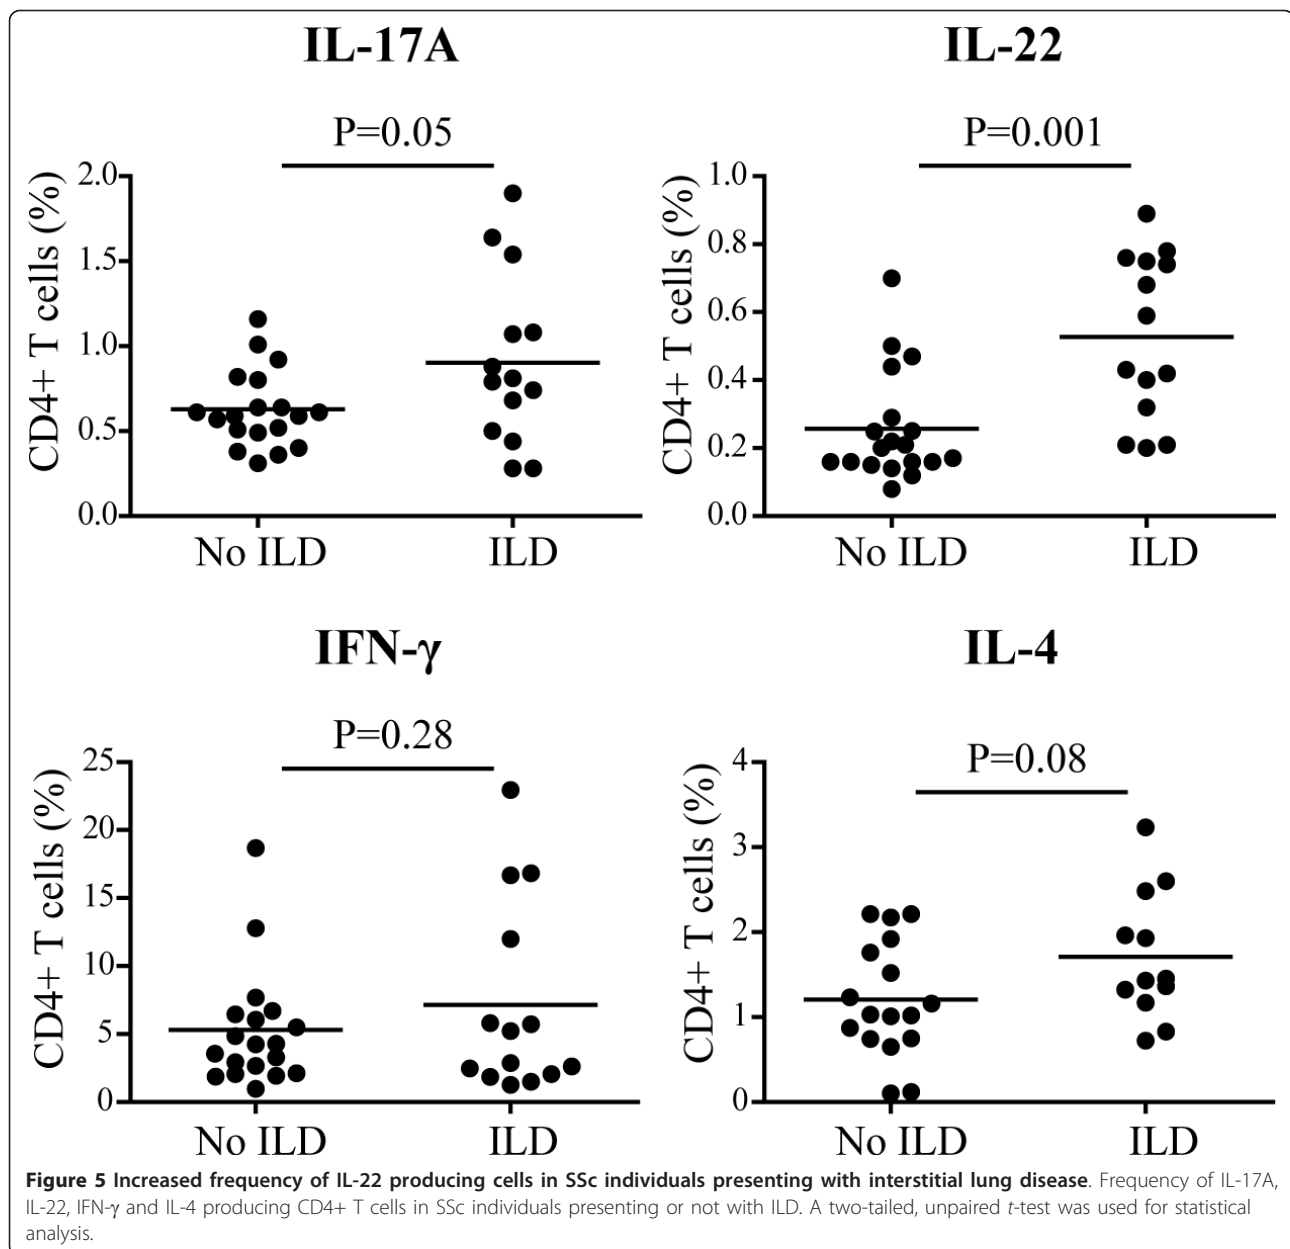 IL-17A
P=0.05
CD4+ T cells (%)
2.0
1.5
1.0
0.5
0.0
No ILD
ILD
IL-22
P=0.001
CD4+ T cells (%)
1.0
0.8
0.6
0.4
0.2
0.0
No ILD
ILD
IFN-γ
P=0.28
CD4+ T cells (%)
25
20
15
10
5
0
No ILD
ILD
IL-4
P=0.08
CD4+ T cells (%)
4
3
2
1
0
No ILD
ILD
Figure 5 Increased frequency of IL-22 producing cells in SSc individuals presenting with interstitial lung disease. Frequency of IL-17A,
IL-22, IFN-γ and IL-4 producing CD4+ T cells in SSc individuals presenting or not with ILD. A two-tailed, unpaired t-test was used for statistical
analysis.